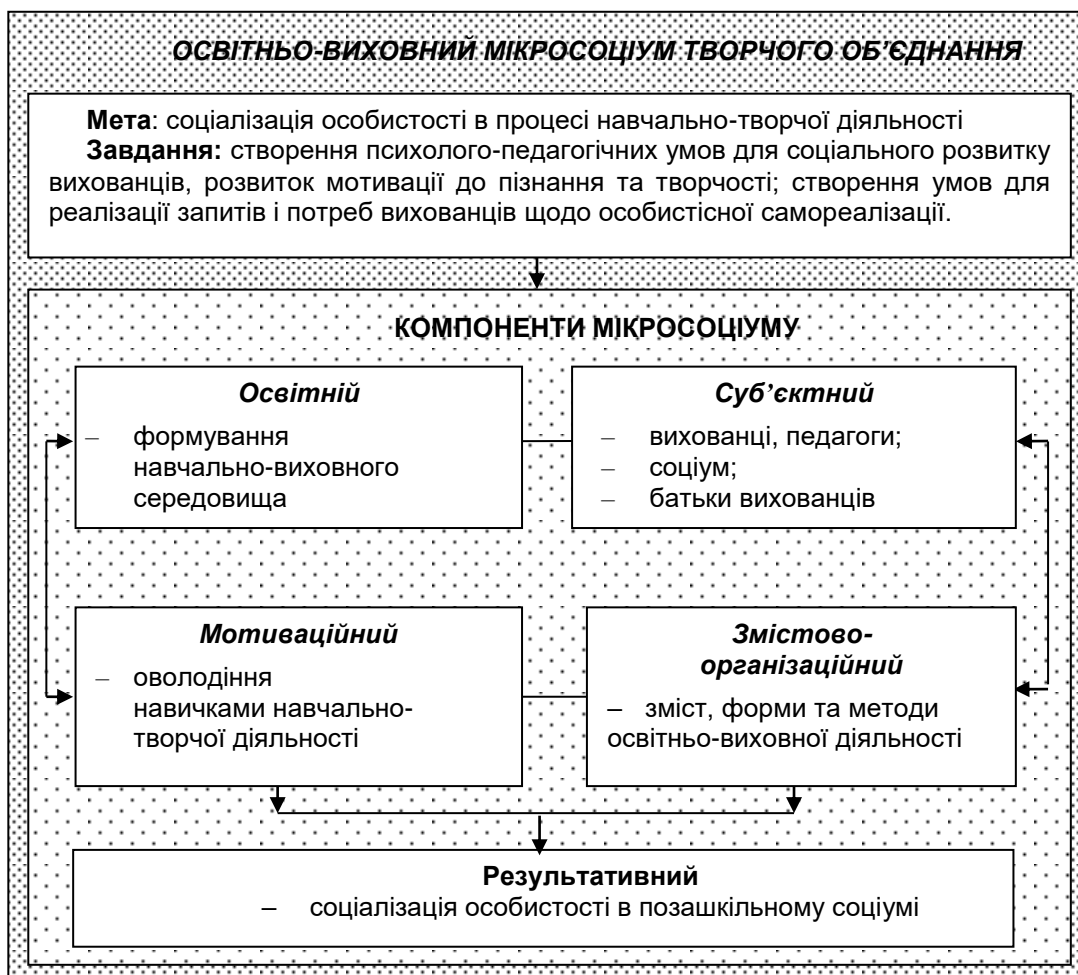 ОСВІТНЬО-ВИХОВНИЙ МІКРОСОЦІУМ ТВОРЧОГО ОБ’ЄДНАННЯ
Мета: соціалізація особистості в процесі навчально-творчої діяльності
Завдання: створення психолого-педагогічних умов для соціального розвитку
вихованців, розвиток мотивації до пізнання та творчості; створення умов для
реалізації запитів і потреб вихованців щодо особистісної самореалізації.
КОМПОНЕНТИ МІКРОСОЦІУМУ
Освітній
– формування
навчально-виховного
середовища
Суб’єктний
– вихованці, педагоги;
– соціум;
– батьки вихованців
Мотиваційний
– оволодіння
навичками навчально-
творчої діяльності
Змістово-
організаційний
– зміст, форми та методи
освітньо-виховної діяльності
Результативний
– соціалізація особистості в позашкільному соціумі